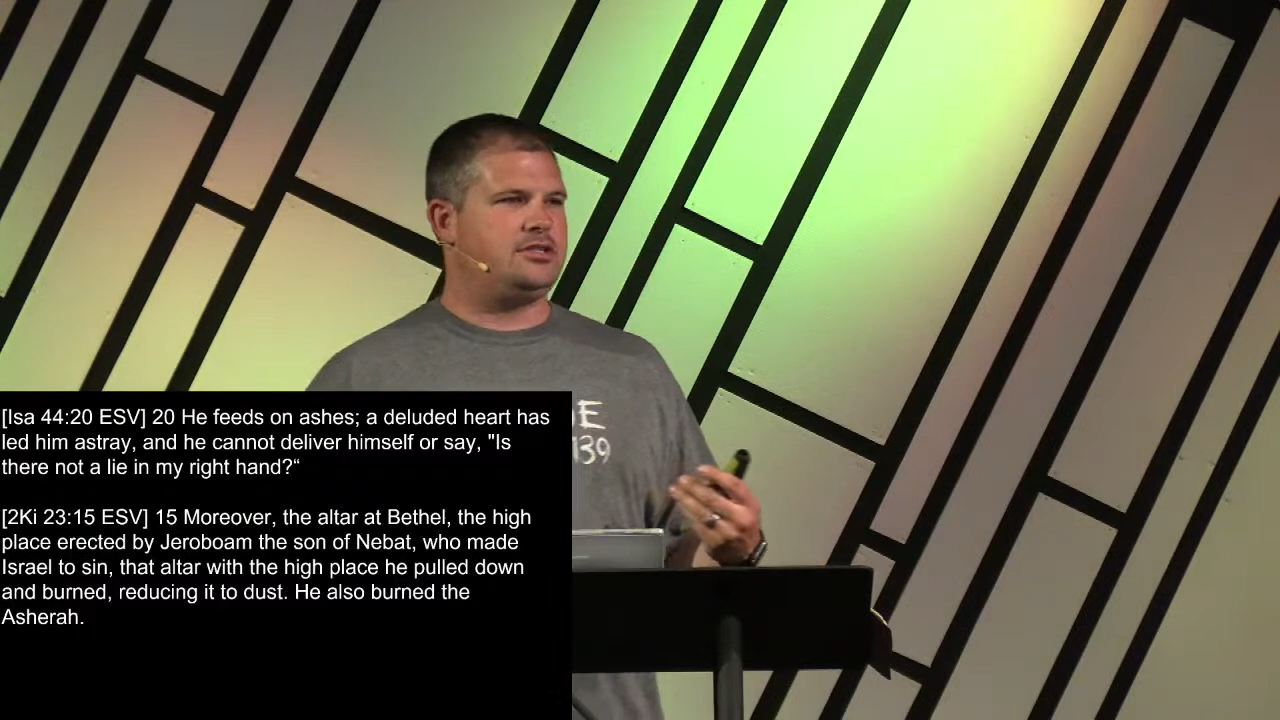 [Isa 44:20 ESV] 20 He feeds on ashes; a deluded heart has
led him astray, and he cannot deliver himself or say, "Is
there not a lie in my right hand?“
[2Ki 23:15 ESV] 15 Moreover, the altar at Bethel, the high
place erected by Jeroboam the son of Nebat, who made
Israel to sin, that altar with the high place he pulled down
and burned, reducing it to dust. He also burned the
Asherah.
139